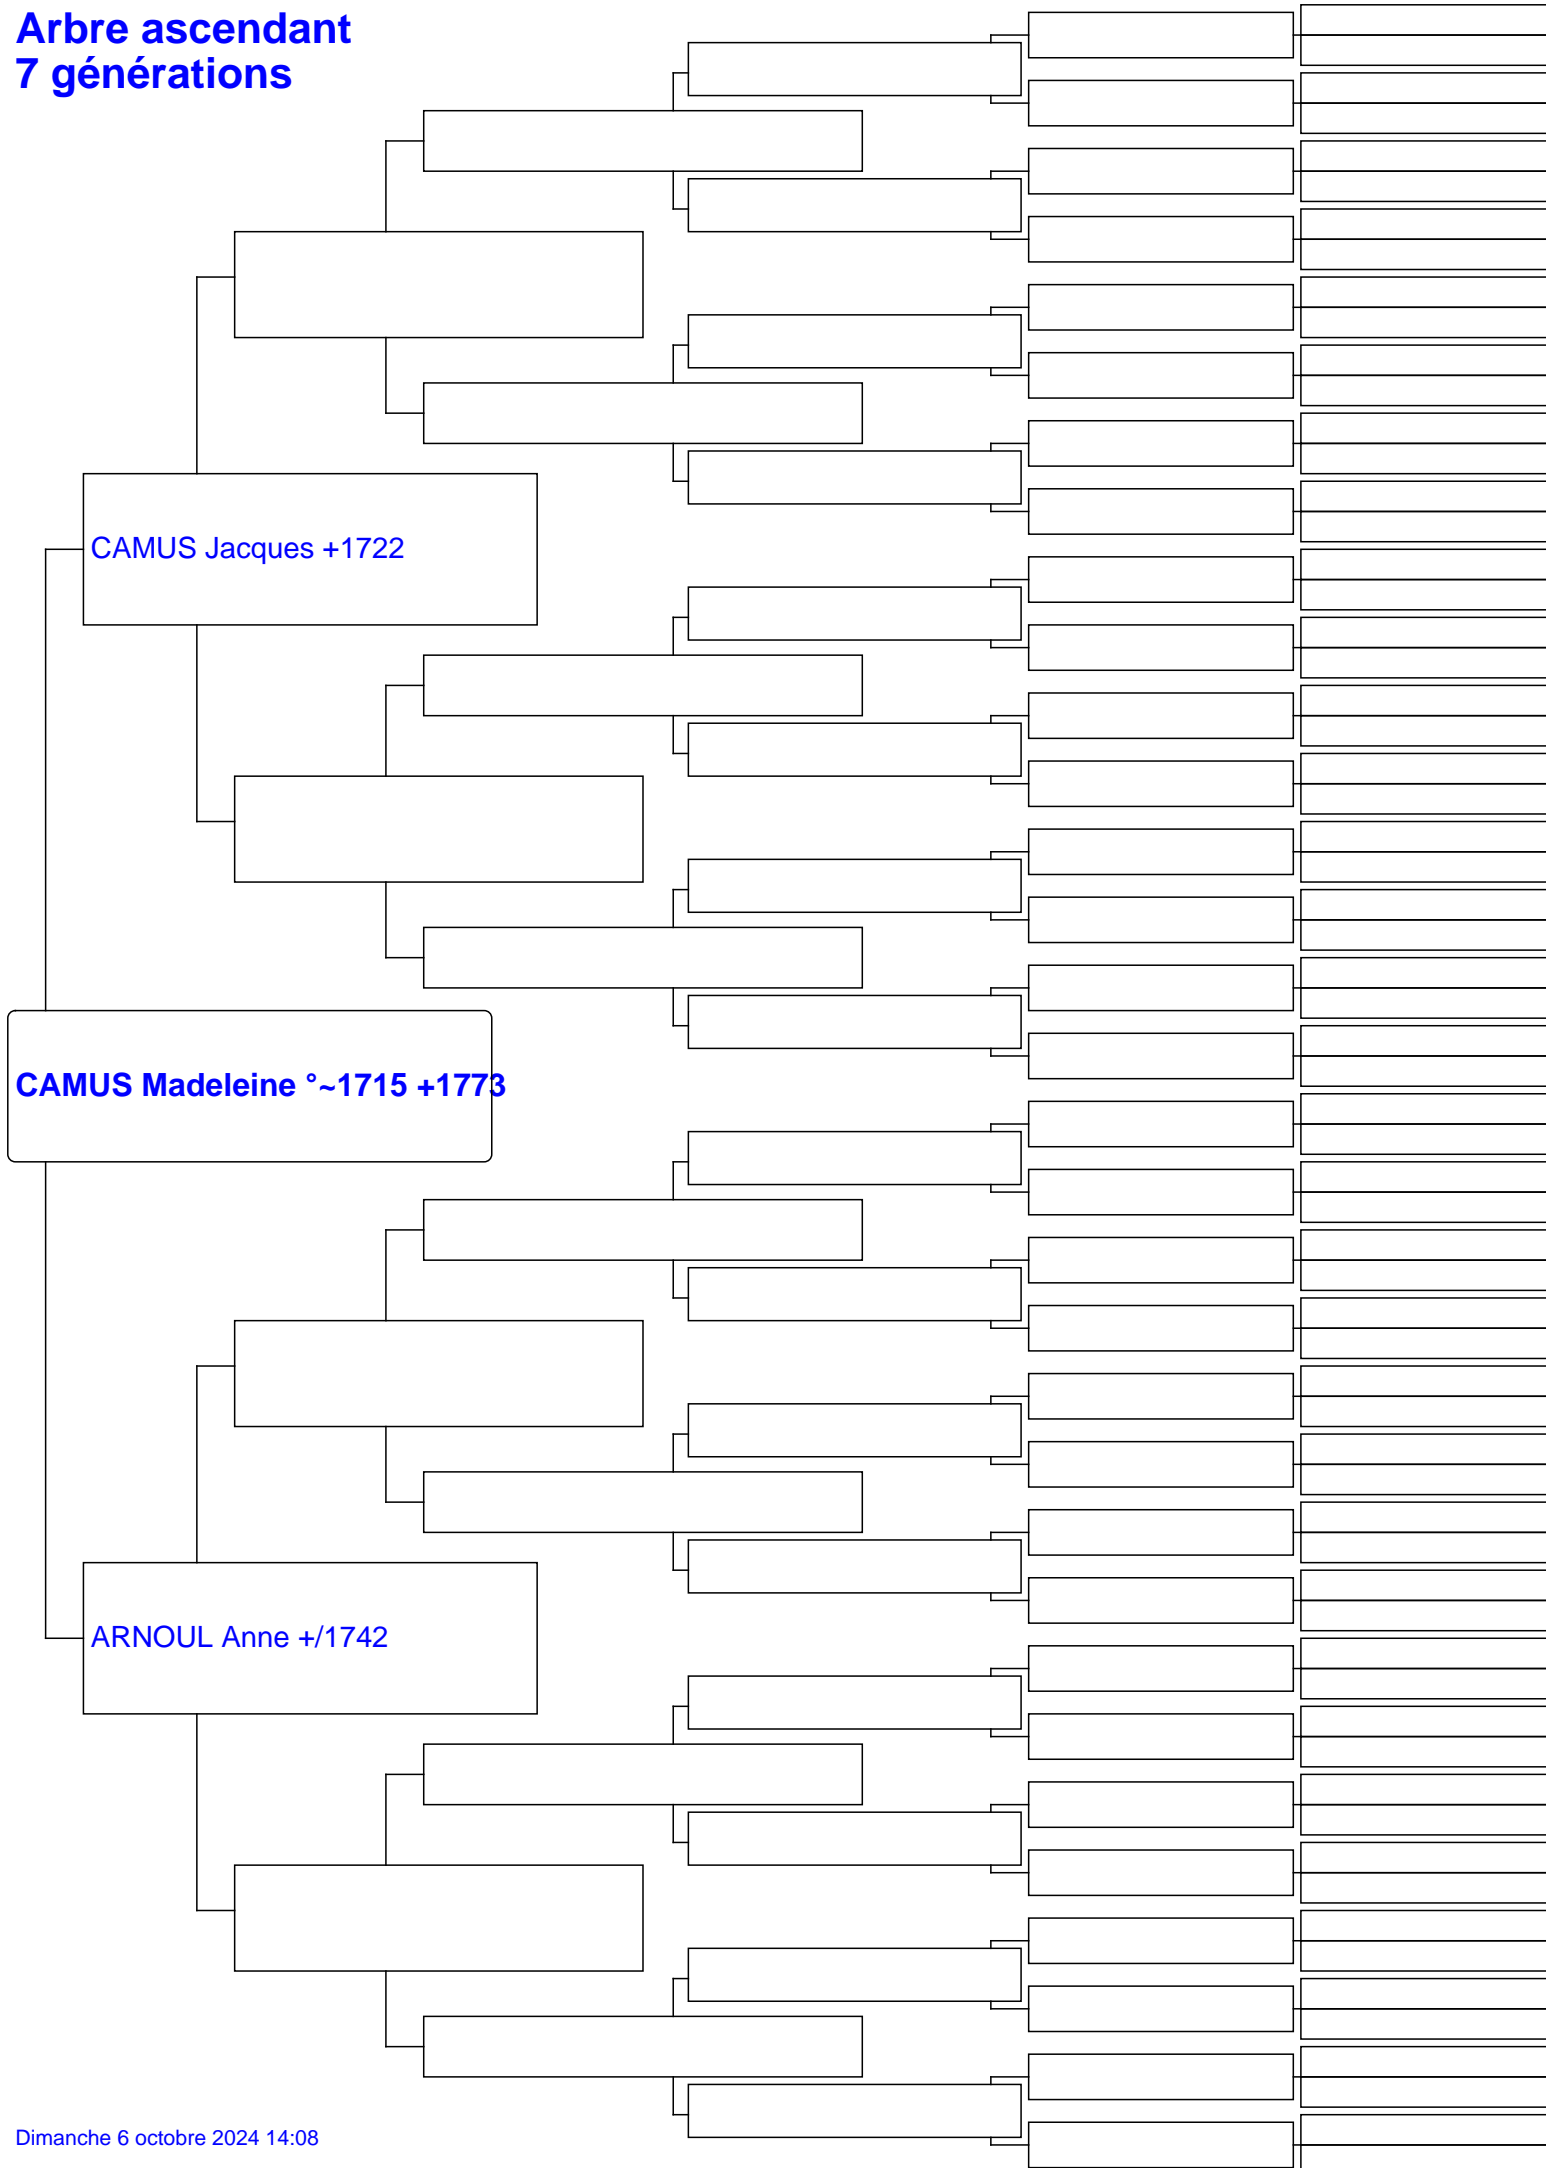 Arbre ascendant
7 générations
CAMUS Jacques +1722
CAMUS Madeleine °~1715 +1773
ARNOUL Anne +/1742
Dimanche 6 octobre 2024 14:08